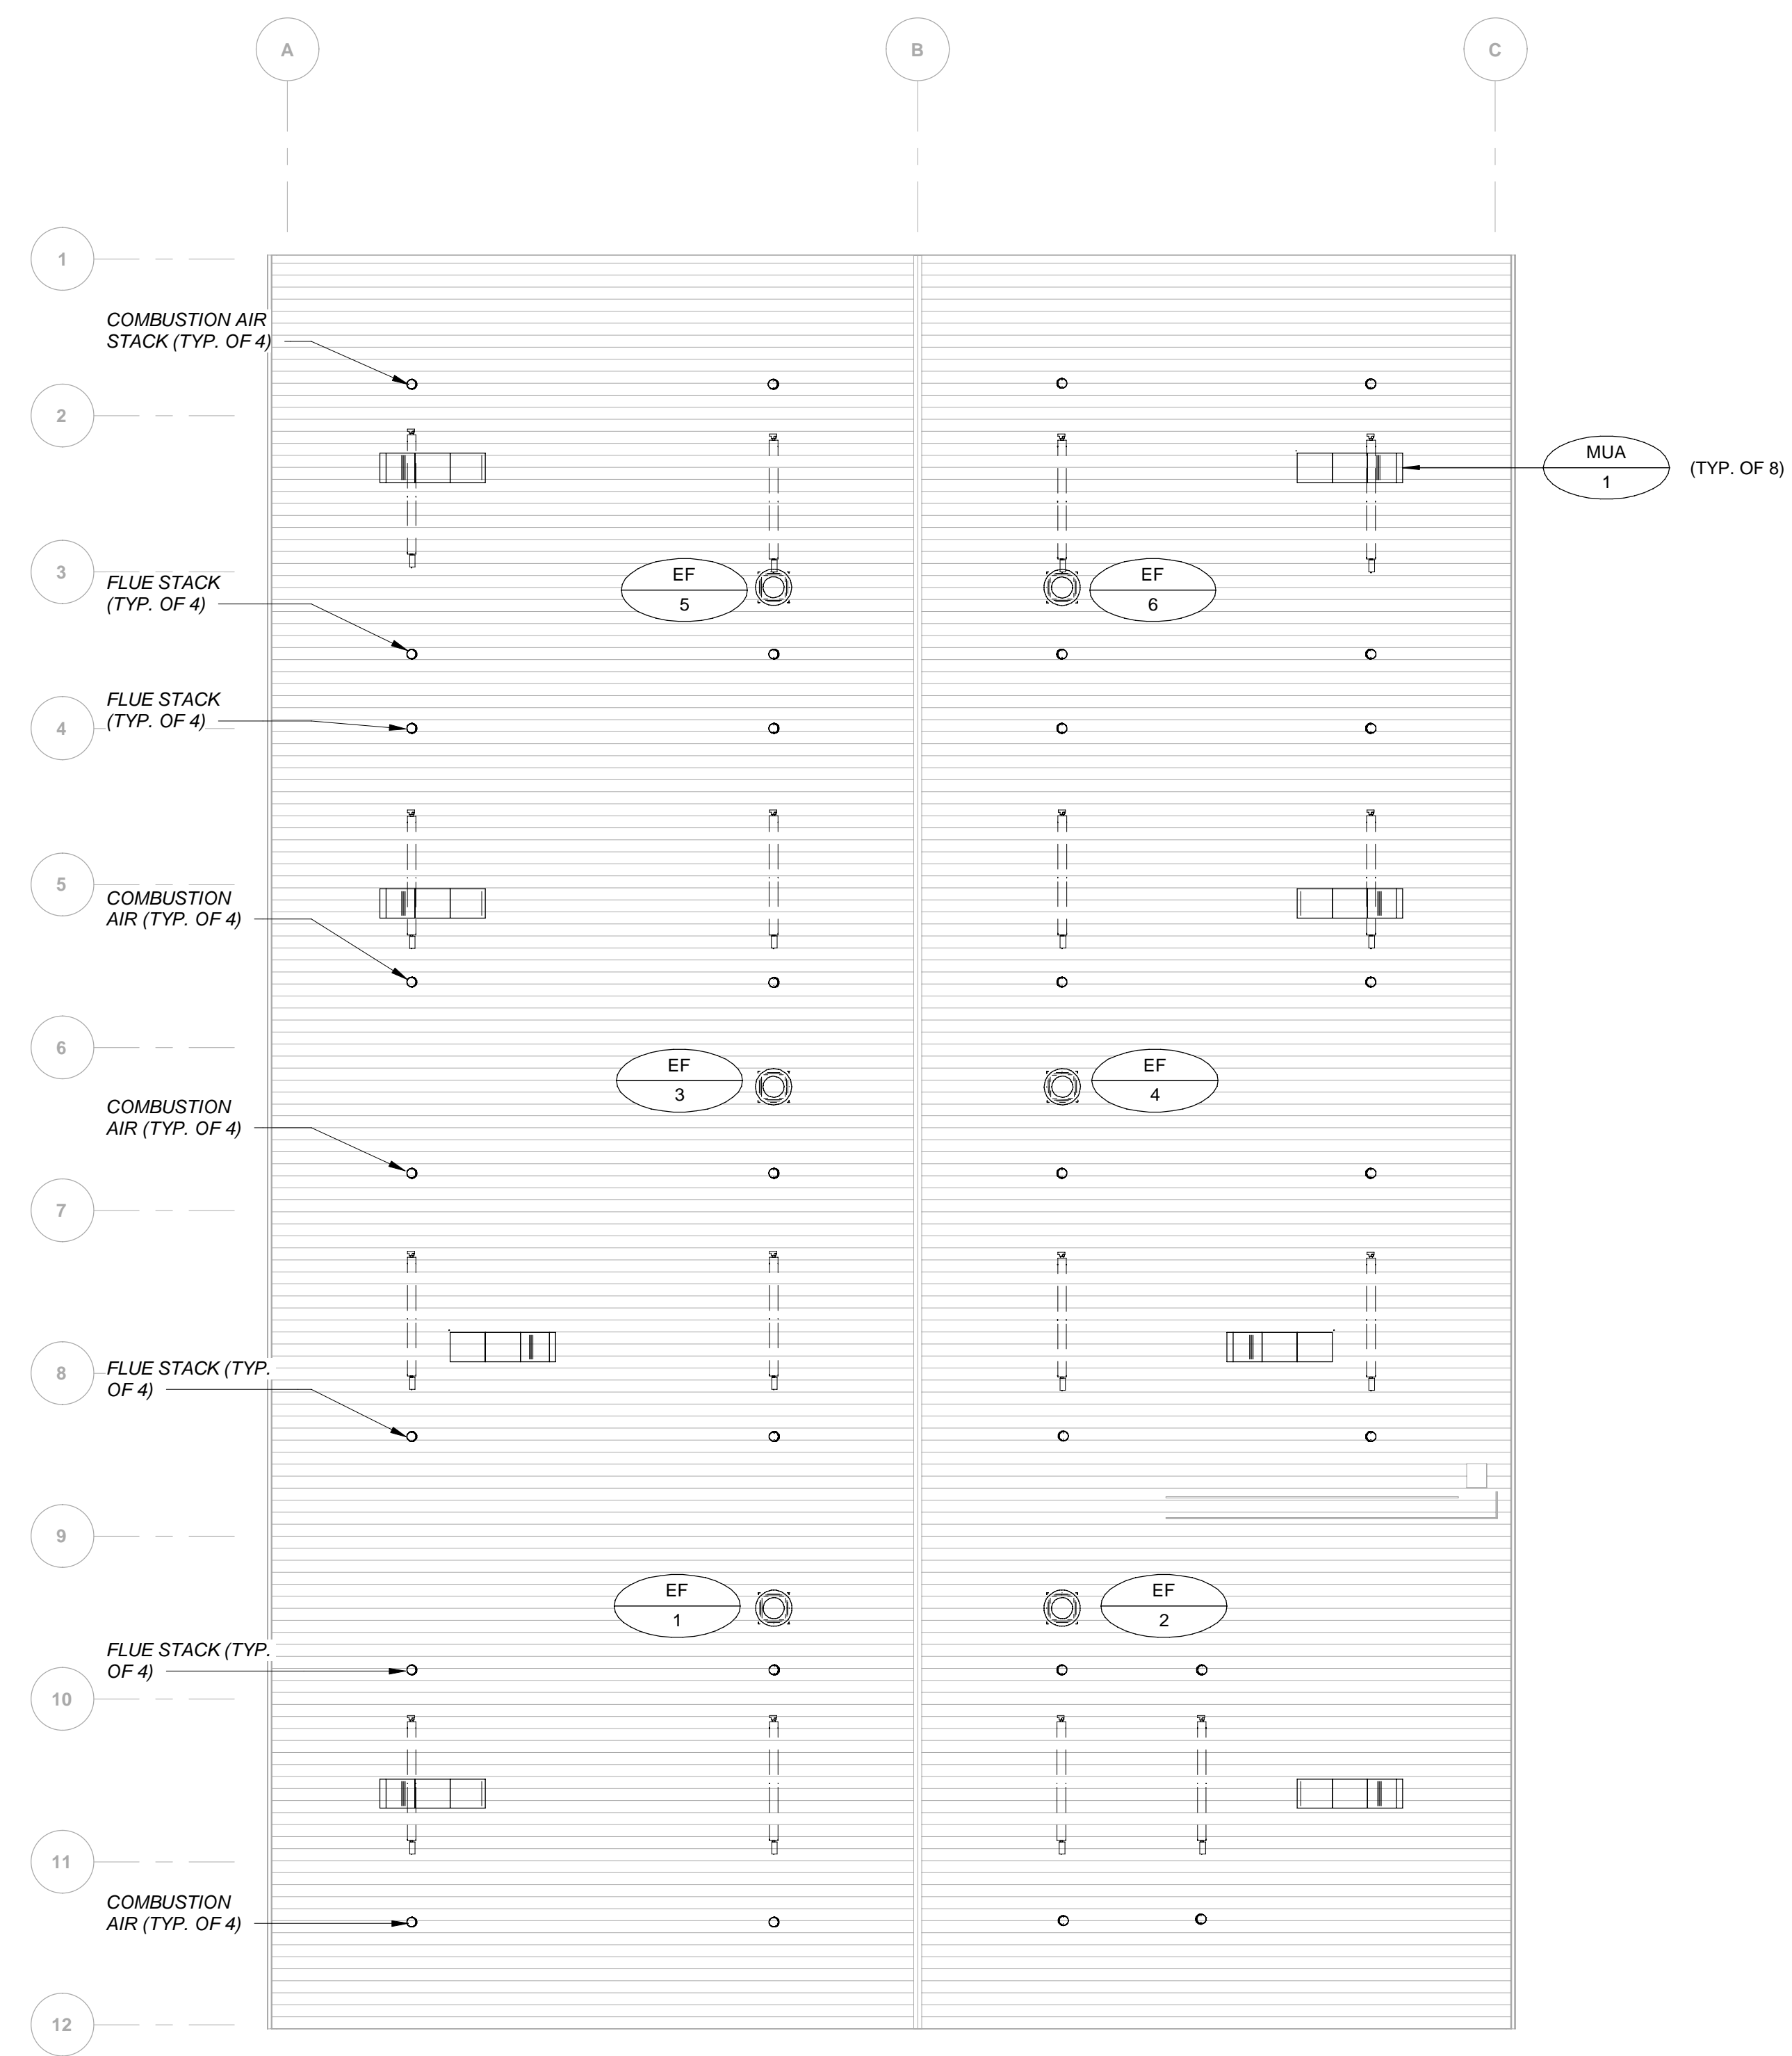 A
B
C
1
COMBUSTION AIR
STACK (TYP. OF 4)
2
MUA
1
(TYP. OF 8)
3
FLUE STACK
(TYP. OF 4)
EF
5
EF
6
4
FLUE STACK
(TYP. OF 4)
5
COMBUSTION
AIR (TYP. OF 4)
6
EF
3
EF
4
COMBUSTION
AIR (TYP. OF 4)
7
8
FLUE STACK (TYP.
OF 4)
9
EF
1
EF
2
FLUE STACK (TYP.
OF 4)
10
11
COMBUSTION
AIR (TYP. OF 4)
12